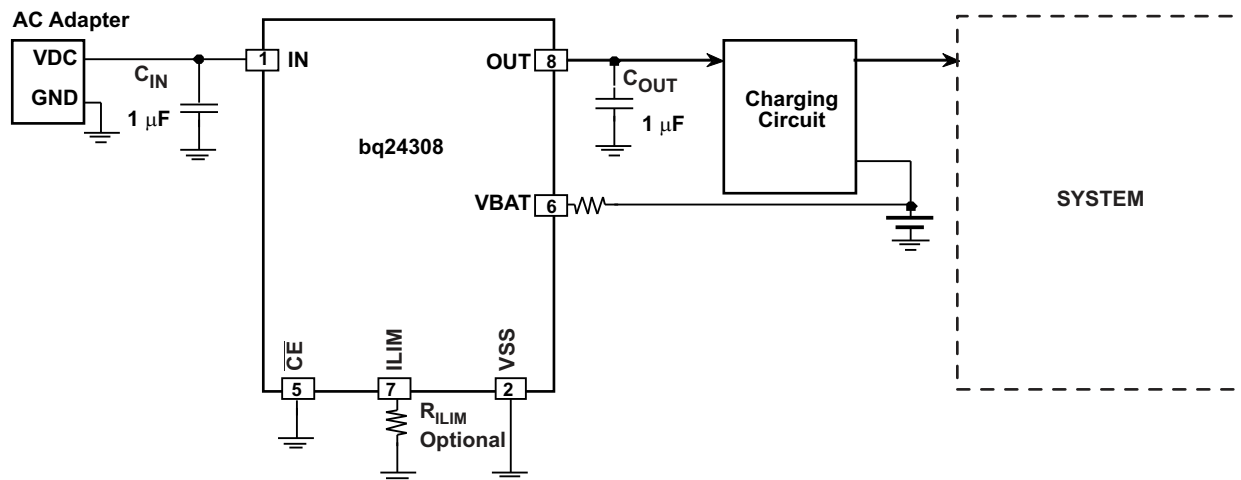 AC Adapter
VDC
GND
C_IN
1 μF
1
IN
bq24308
OUT
8
C_OUT
1 μF
Charging
Circuit
VBAT
6
SYSTEM
CE
ILIM
VSS
5
7
2
R_ILIM
Optional